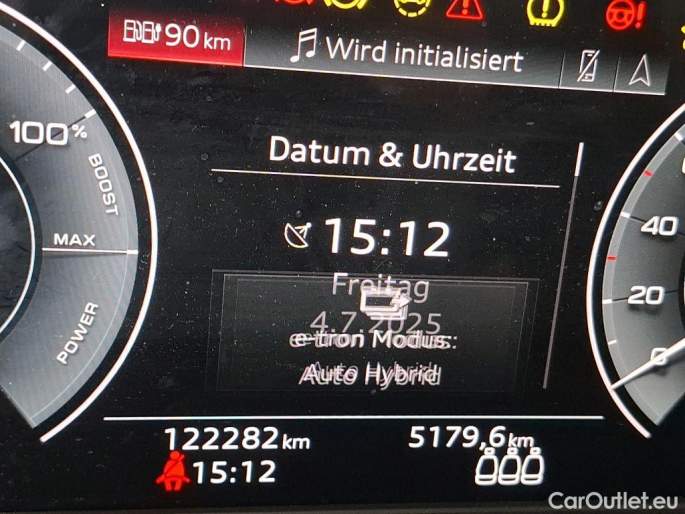 90 km
Wird initialisiert
100%
BOOST
MAX
POWER
Datum & Uhrzeit
15:12
Freitag
4.7.2025
e-tron Modus:
Auto Hybrid
40
20
0
122282 km
5179,6 km
15:12
CarOutlet.eu